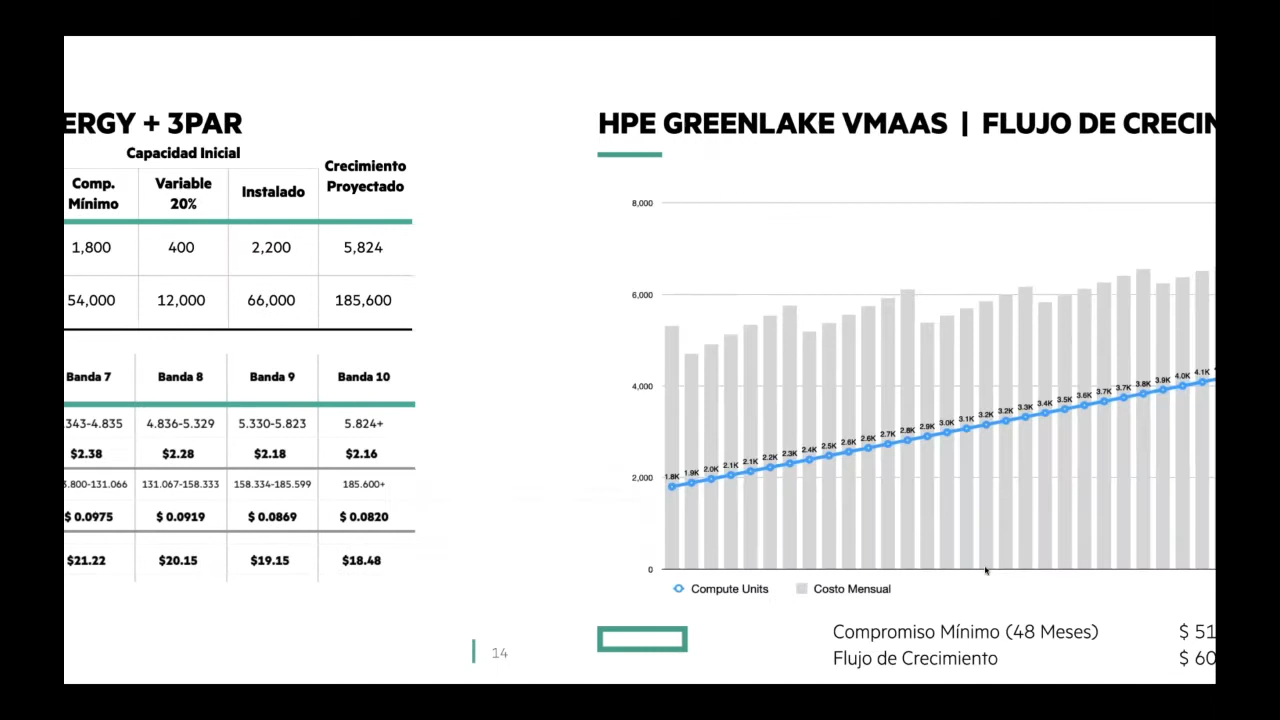 ERGY + 3PAR
Capacidad Inicial
Crecimiento
Proyectado
Comp.
Mínimo
Variable
20%
Instalado
1,800 400 2,200 5,824
54,000 12,000 66,000 185,600
Banda 7 Banda 8 Banda 9 Banda 10
.343-4.835 4.836-5.329 5.330-5.823 5.824+
$2.38 $2.28 $2.18 $2.16
.800-131.066 131.067-158.333 158.334-185.599 185.600+
$ 0.0975 $ 0.0919 $ 0.0869 $ 0.0820
$21.22 $20.15 $19.15 $18.48
14
HPE GREENLAKE VMAAS | FLUJO DE CRECIN
8,000
6,000
4,000
2,000
0
1.8K 1.9K 2.0K 2.1K 2.1K 2.2K 2.3K 2.4K 2.5K 2.6K 2.6K 2.7K 2.8K 2.9K 3.0K 3.1K 3.2K 3.2K 3.3K 3.4K 3.5K 3.6K 3.7K 3.7K 3.8K 3.9K 4.0K 4.1K
Compute Units Costo Mensual
Compromiso Mínimo (48 Meses) $ 51
Flujo de Crecimiento $ 60